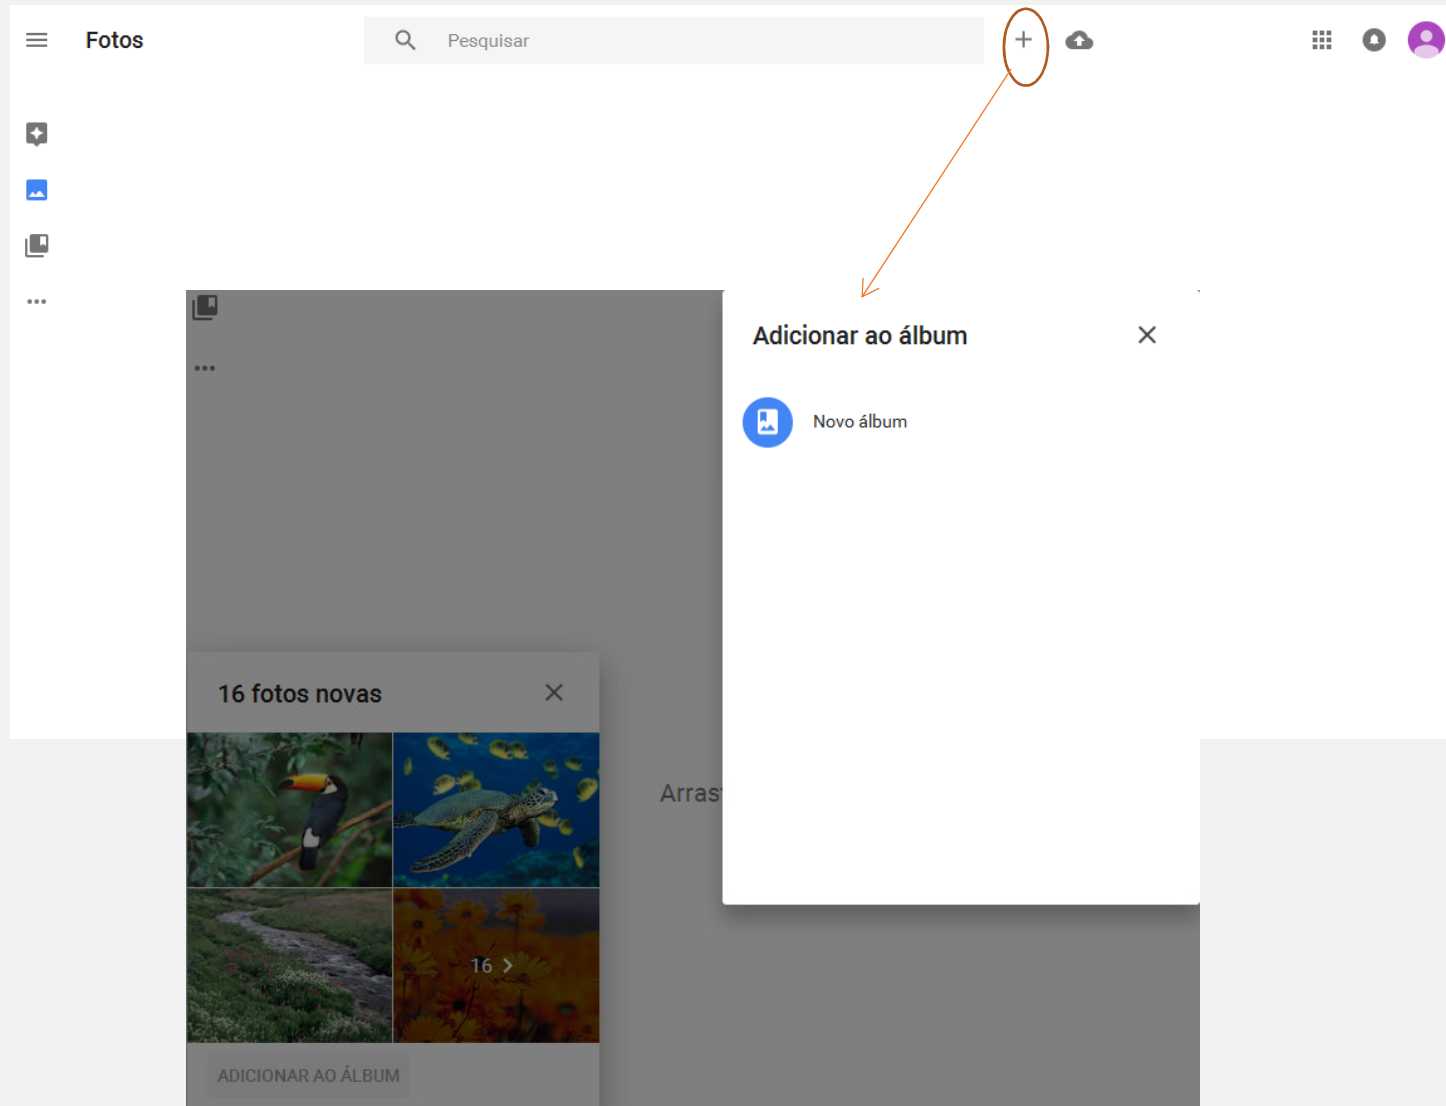 Fotos
Pesquisar
Adicionar ao álbum
Novo álbum
16 fotos novas
Arras
16
ADICIONAR AO ÁLBUM